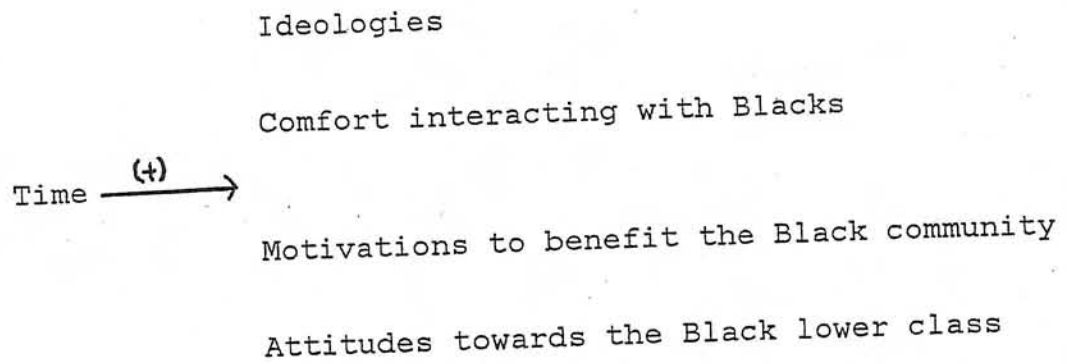 Ideologies
Comfort interacting with Blacks
(+)
Time
Motivations to benefit the Black community
Attitudes towards the Black lower class